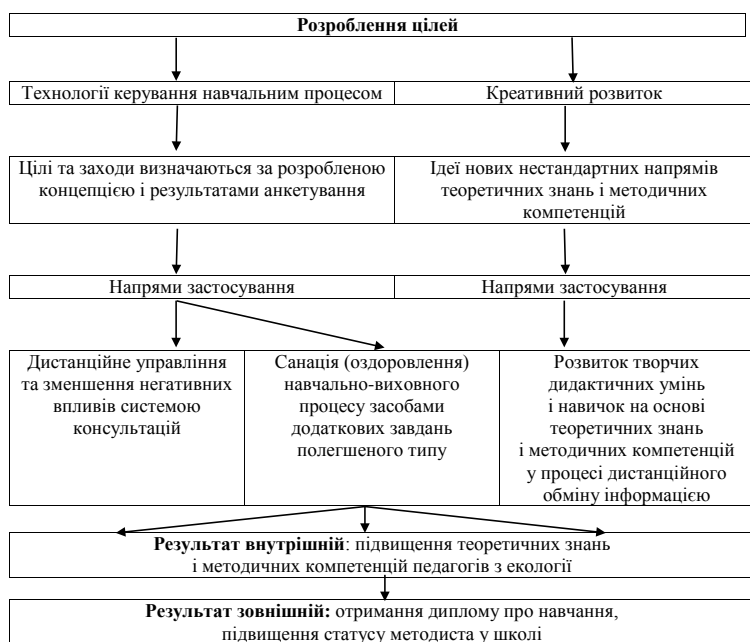 Розроблення цілей
Технології керування навчальним процесом
Креативний розвиток
Цілі та заходи визначаються за розробленою
концепцією і результатами анкетування
Ідеї нових нестандартних напрямів
теоретичних знань і методичних
компетенцій
Напрями застосування
Напрями застосування
Дистанційне управління
та зменшення негативних
впливів системою
консультацій
Санація (оздоровлення)
навчально-виховного
процесу засобами
додаткових завдань
полегшеного типу
Розвиток творчих
дидактичних умінь
і навичок на основі
теоретичних знань
і методичних компетенцій
у процесі дистанційного
обміну інформацією
Результат внутрішній: підвищення теоретичних знань
і методичних компетенцій педагогів з екології
Результат зовнішній: отримання диплому про навчання,
підвищення статусу методиста у школі